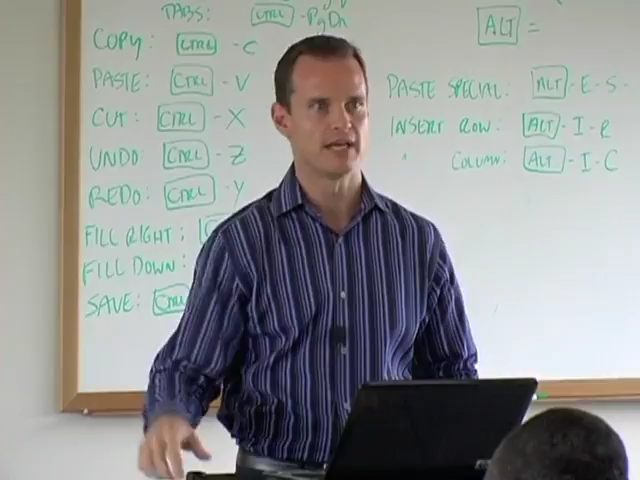 TABS: CTRL - PgDn
COPY: CTRL - C
PASTE: CTRL - V
CUT: CTRL - X
UNDO: CTRL - Z
REDO: CTRL - Y
FILL RIGHT:
FILL DOWN:
SAVE: CTRL
ALT =
PASTE SPECIAL: ALT - E - S -
INSERT ROW: ALT - I - R
COLUMN: ALT - I - C